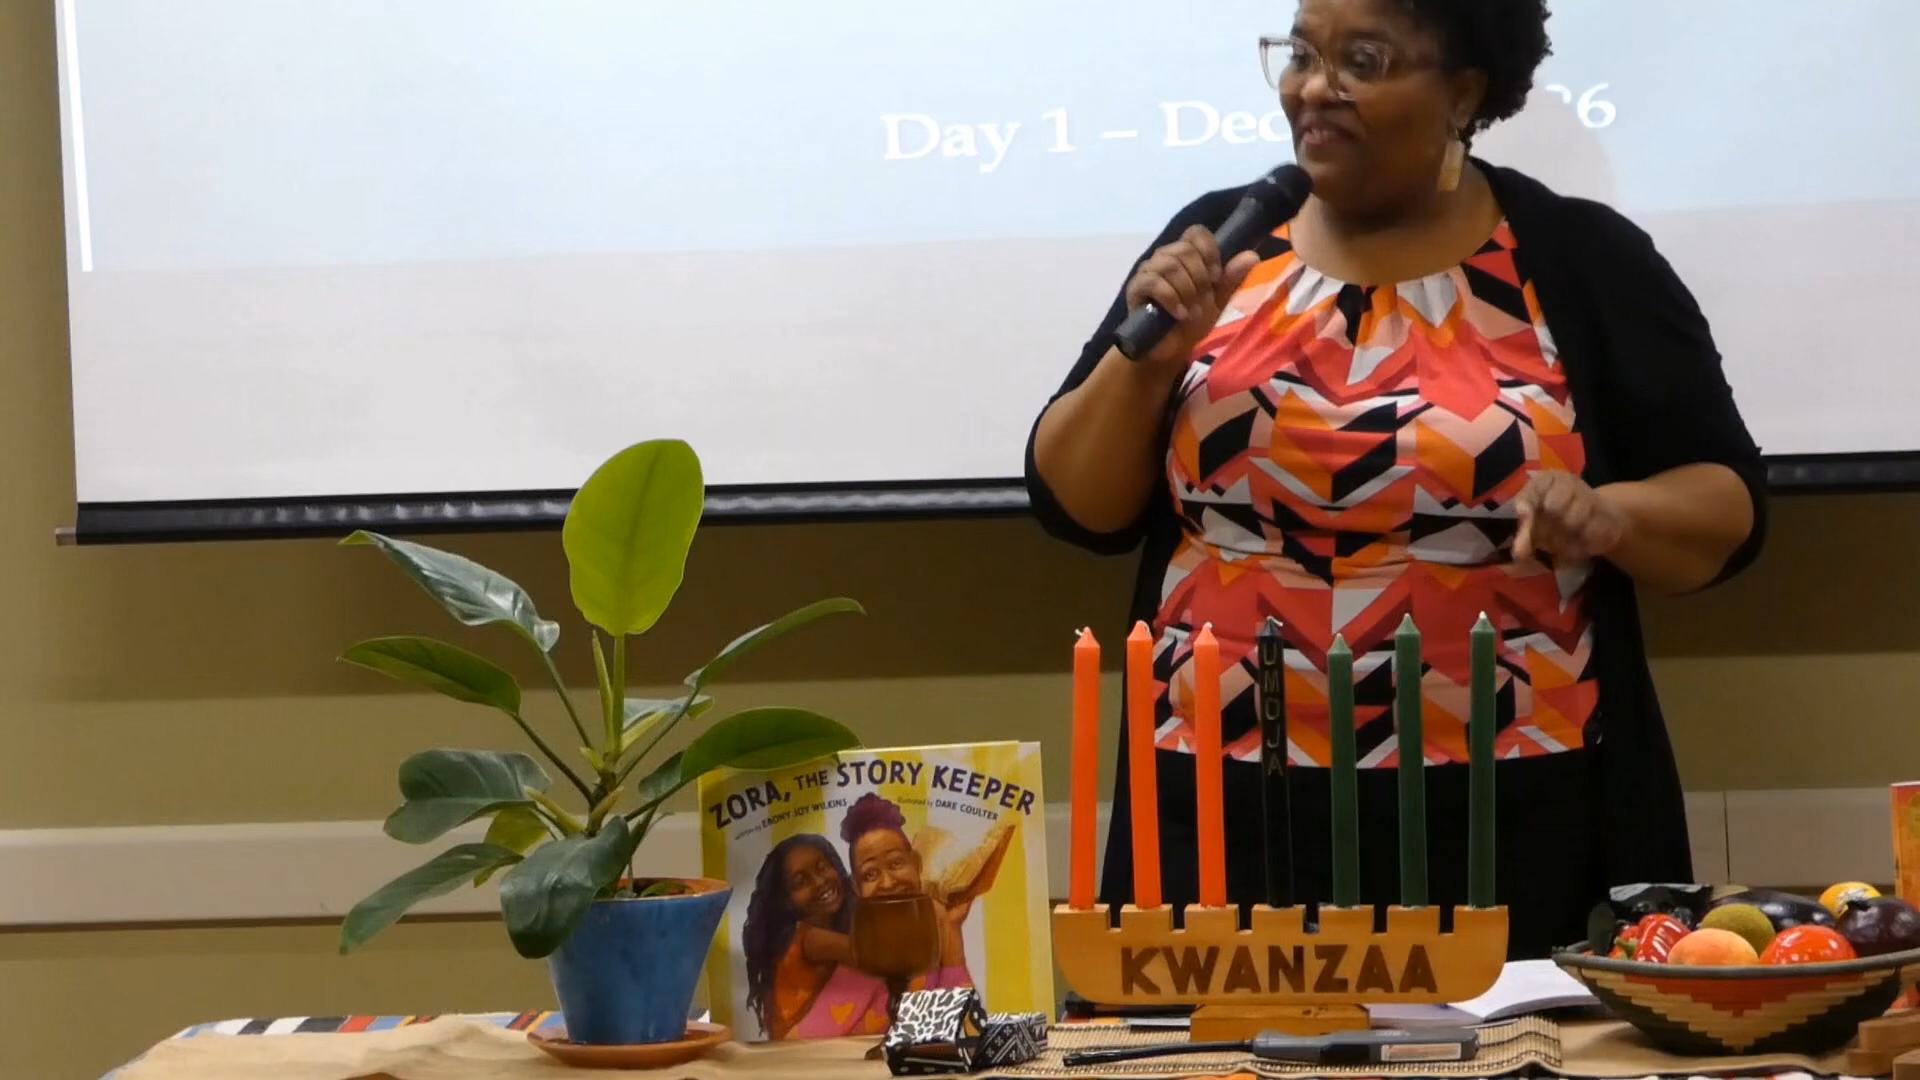 Day 1 – Dec 26
UMOJA
ZORA, THE STORY KEEPER
written by EBONY JOY WILKINS
illustrated by DARE COULTER
KWANZAA